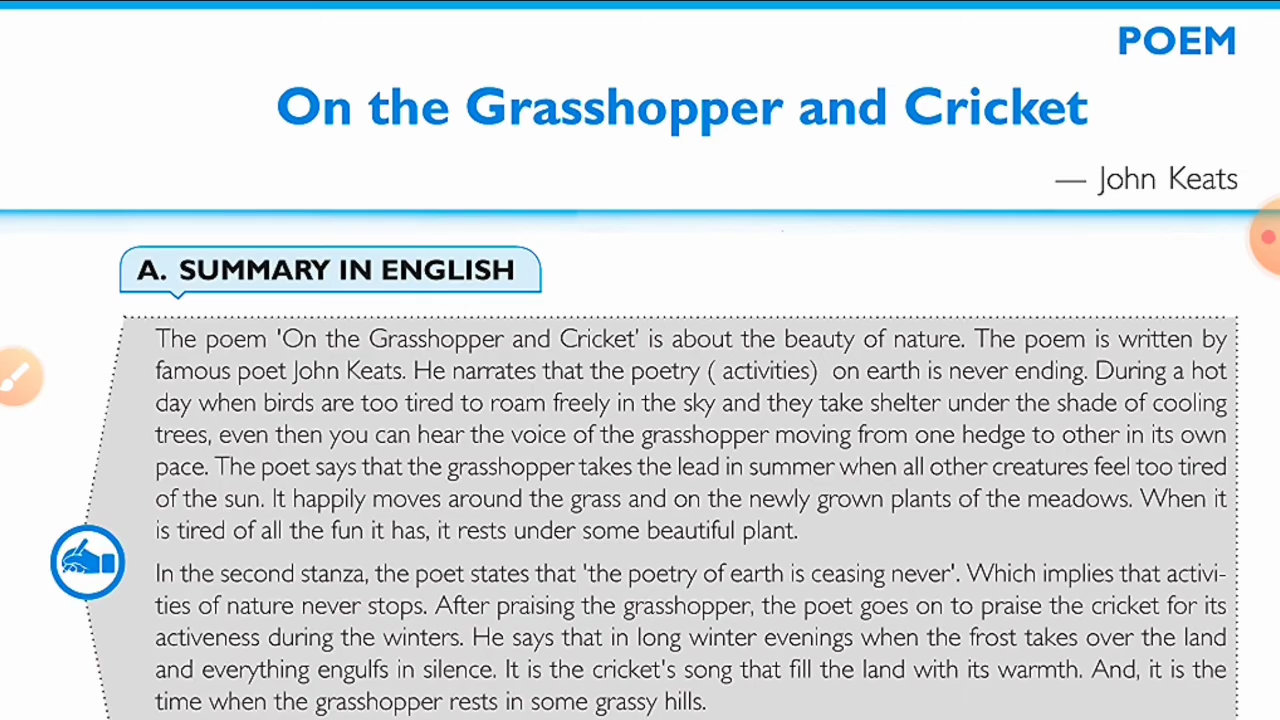 POEM
On the Grasshopper and Cricket
— John Keats
A. SUMMARY IN ENGLISH
The poem 'On the Grasshopper and Cricket' is about the beauty of nature. The poem is written by
famous poet John Keats. He narrates that the poetry ( activities) on earth is never ending. During a hot
day when birds are too tired to roam freely in the sky and they take shelter under the shade of cooling
trees, even then you can hear the voice of the grasshopper moving from one hedge to other in its own
pace. The poet says that the grasshopper takes the lead in summer when all other creatures feel too tired
of the sun. It happily moves around the grass and on the newly grown plants of the meadows. When it
is tired of all the fun it has, it rests under some beautiful plant.
In the second stanza, the poet states that 'the poetry of earth is ceasing never'. Which implies that activi-
ties of nature never stops. After praising the grasshopper, the poet goes on to praise the cricket for its
activeness during the winters. He says that in long winter evenings when the frost takes over the land
and everything engulfs in silence. It is the cricket's song that fill the land with its warmth. And, it is the
time when the grasshopper rests in some grassy hills.